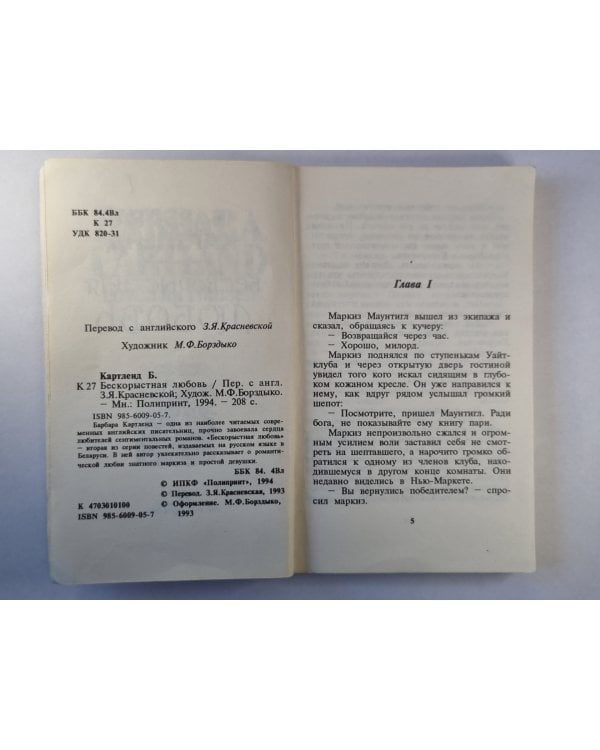 ББК 84.4Вл
К 27
УДК 820-31
Перевод с английского З.Я.Красневской
Художник М.Ф.Борздыко
Картленд Б.
К 27 Бескорыстная любовь / Пер. с англ.
З.Я.Красневской; Худож. М.Ф.Борздыко.
— Мн.: Полипринт, 1994. — 208 с.
ISBN 985-6009-05-7.
Барбара Картленд — одна из наиболее читаемых современных английских писательниц, прочно завоевала сердца
любителей сентиментальных романов. «Бескорыстная любовь»
— вторая из серии повестей, издаваемых на русском языке в
Беларуси. В ней автор увлекательно рассказывает о романтической любви знатного маркиза и простой девушки.
ББК 84. 4Вл
© ИПКФ «Полипринт», 1994
© Перевод. З.Я.Красневская, 1993
К 4703010100
© Оформление. М.Ф.Борздыко,
ISBN 985-6009-05-7
1993
Глава I
Маркиз Маунтигл вышел из экипажа и
сказал, обращаясь к кучеру:
— Возвращайся через час.
— Хорошо, милорд.
Маркиз поднялся по ступенькам Уайт-
клуба и через открытую дверь гостиной
увидел того кого искал сидящим в глубо-
ком кожаном кресле. Он уже направился к
нему, как вдруг рядом услышал громкий
шепот:
— Посмотрите, пришел Маунтигл. Ради
бога, не показывайте ему книгу пари.
Маркиз непроизвольно сжался и огром-
ным усилием воли заставил себя не смот-
реть на шептавшего, а нарочито громко об-
ратился к одному из членов клуба, нахо-
дившемуся в другом конце комнаты. Они
недавно виделись в Нью-Маркете.
— Вы вернулись победителем? — спро-
сил маркиз.
5